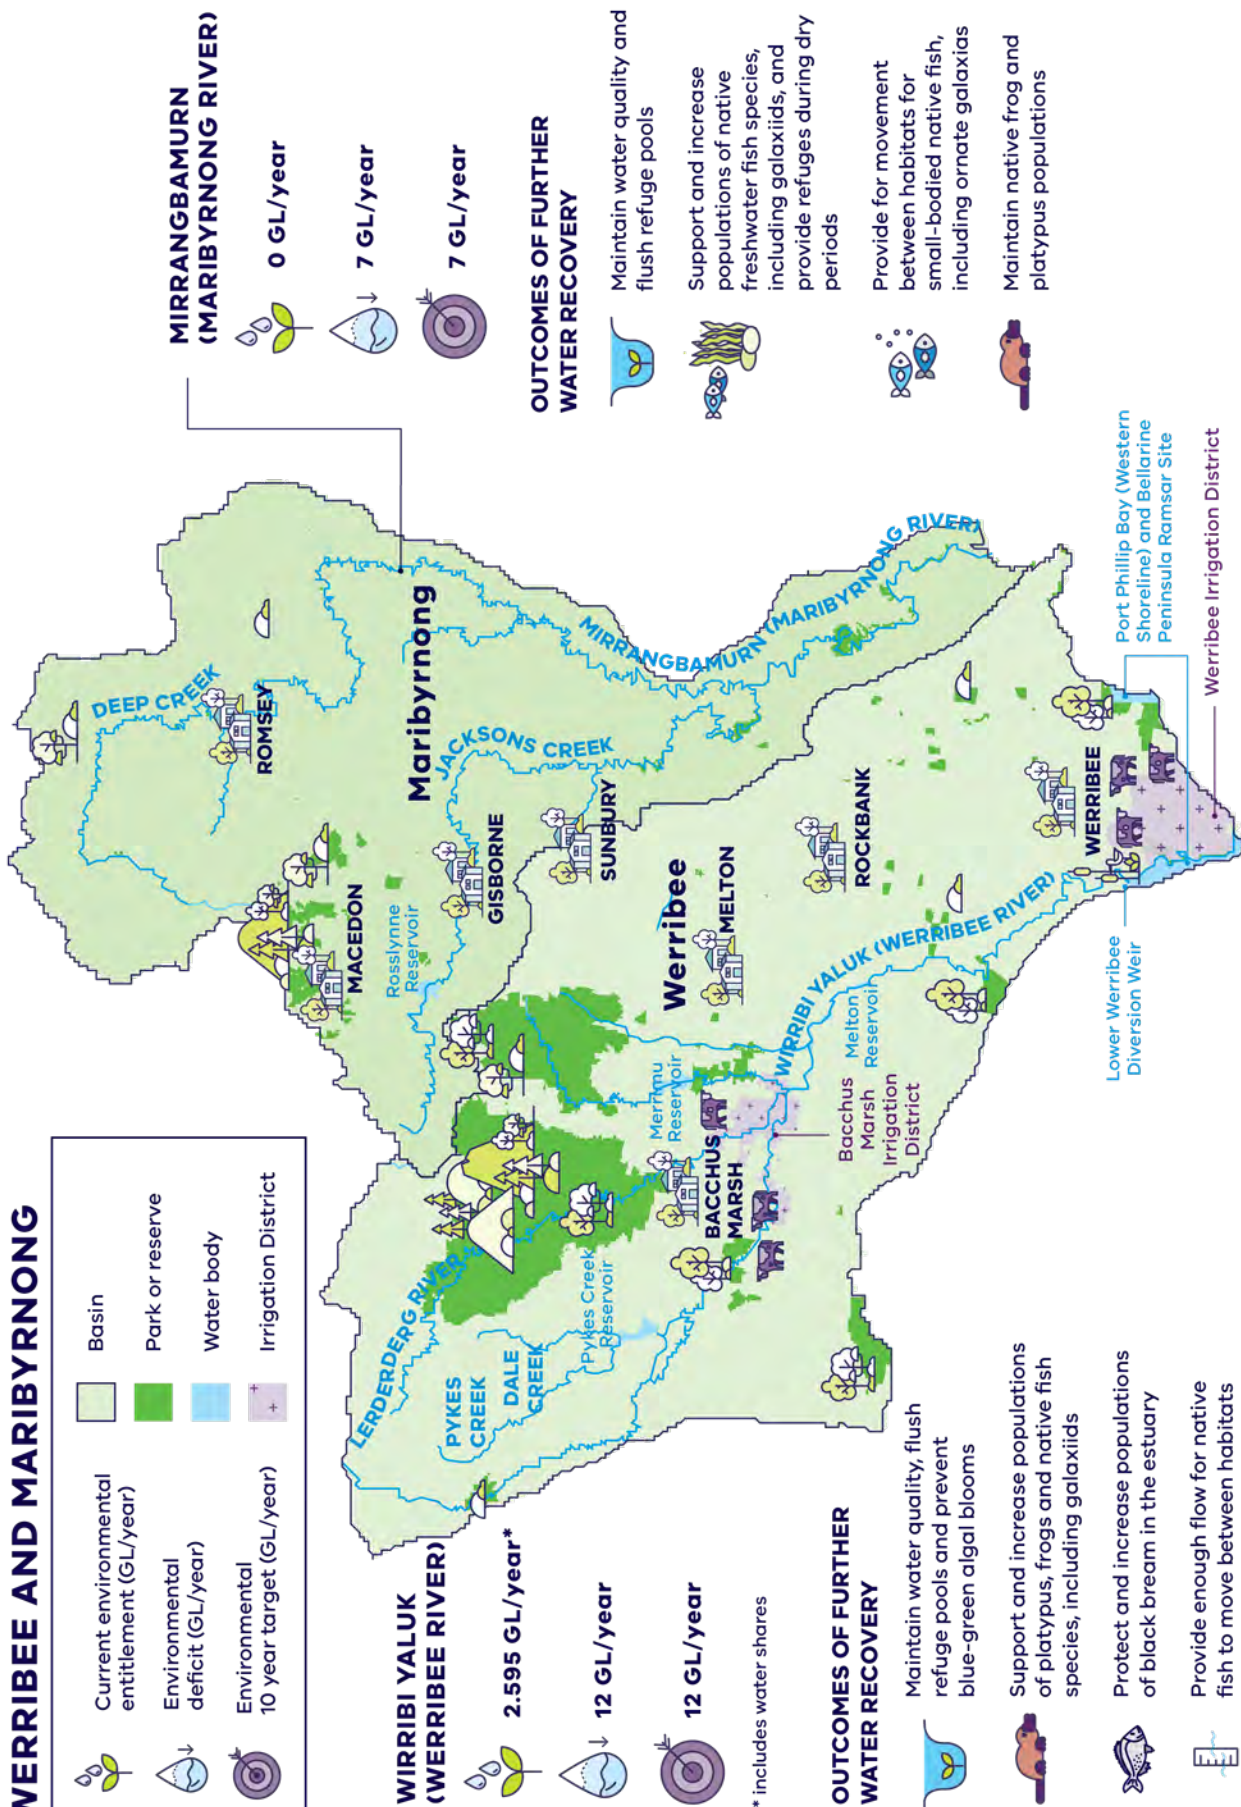 WERRIBEE AND MARIBYRNONG
Current environmental
entitlement (GL/year)
Environmental
deficit (GL/year)
Environmental
10 year target (GL/year)
Basin
Park or reserve
Water body
Irrigation District
WIRRIBI YALUK
(WERRIBEE RIVER)
2.595 GL/year*
12 GL/year
12 GL/year
* includes water shares
OUTCOMES OF FURTHER
WATER RECOVERY
Maintain water quality, flush
refuge pools and prevent
blue-green algal blooms
Support and increase populations
of platypus, frogs and native fish
species, including galaxiids
Protect and increase populations
of black bream in the estuary
Provide enough flow for native
fish to move between habitats
LERDERDERG RIVER
PYKES
CREEK
DALE
CREEK
Pykes Creek
Reservoir
BACCHUS
MARSH
Merrimu
Reservoir
Bacchus
Marsh
Irrigation
District
Melton
Reservoir
WIRRIBI YALUK (WERRIBEE RIVER)
Werribee
MELTON
ROCKBANK
WERRIBEE
Lower Werribee
Diversion Weir
MACEDON
Rosslynne
Reservoir
GISBORNE
SUNBURY
JACKSONS CREEK
DEEP CREEK
ROMSEY
Maribyrnong
MIRRANGBAMURN (MARIBYRNONG RIVER)
Port Phillip Bay (Western
Shoreline) and Bellarine
Peninsula Ramsar Site
Werribee Irrigation District
MIRRANGBAMURN
(MARIBYRNONG RIVER)
0 GL/year
7 GL/year
7 GL/year
OUTCOMES OF FURTHER
WATER RECOVERY
Maintain water quality and
flush refuge pools
Support and increase
populations of native
freshwater fish species,
including galaxiids, and
provide refuges during dry
periods
Provide for movement
between habitats for
small-bodied native fish,
including ornate galaxias
Maintain native frog and
platypus populations